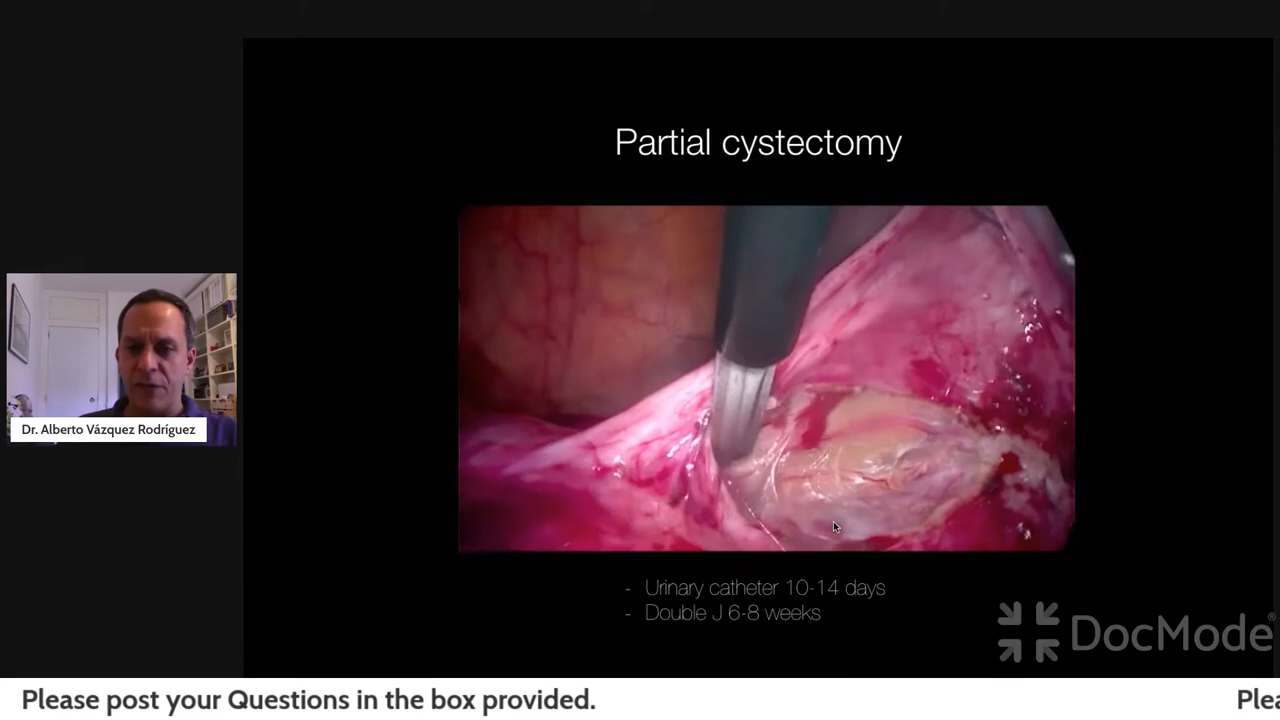 Partial cystectomy
Dr. Alberto Vázquez Rodríguez
- Urinary catheter 10-14 days
- Double J 6-8 weeks
DocMode®
Please post your Questions in the box provided.
Plea